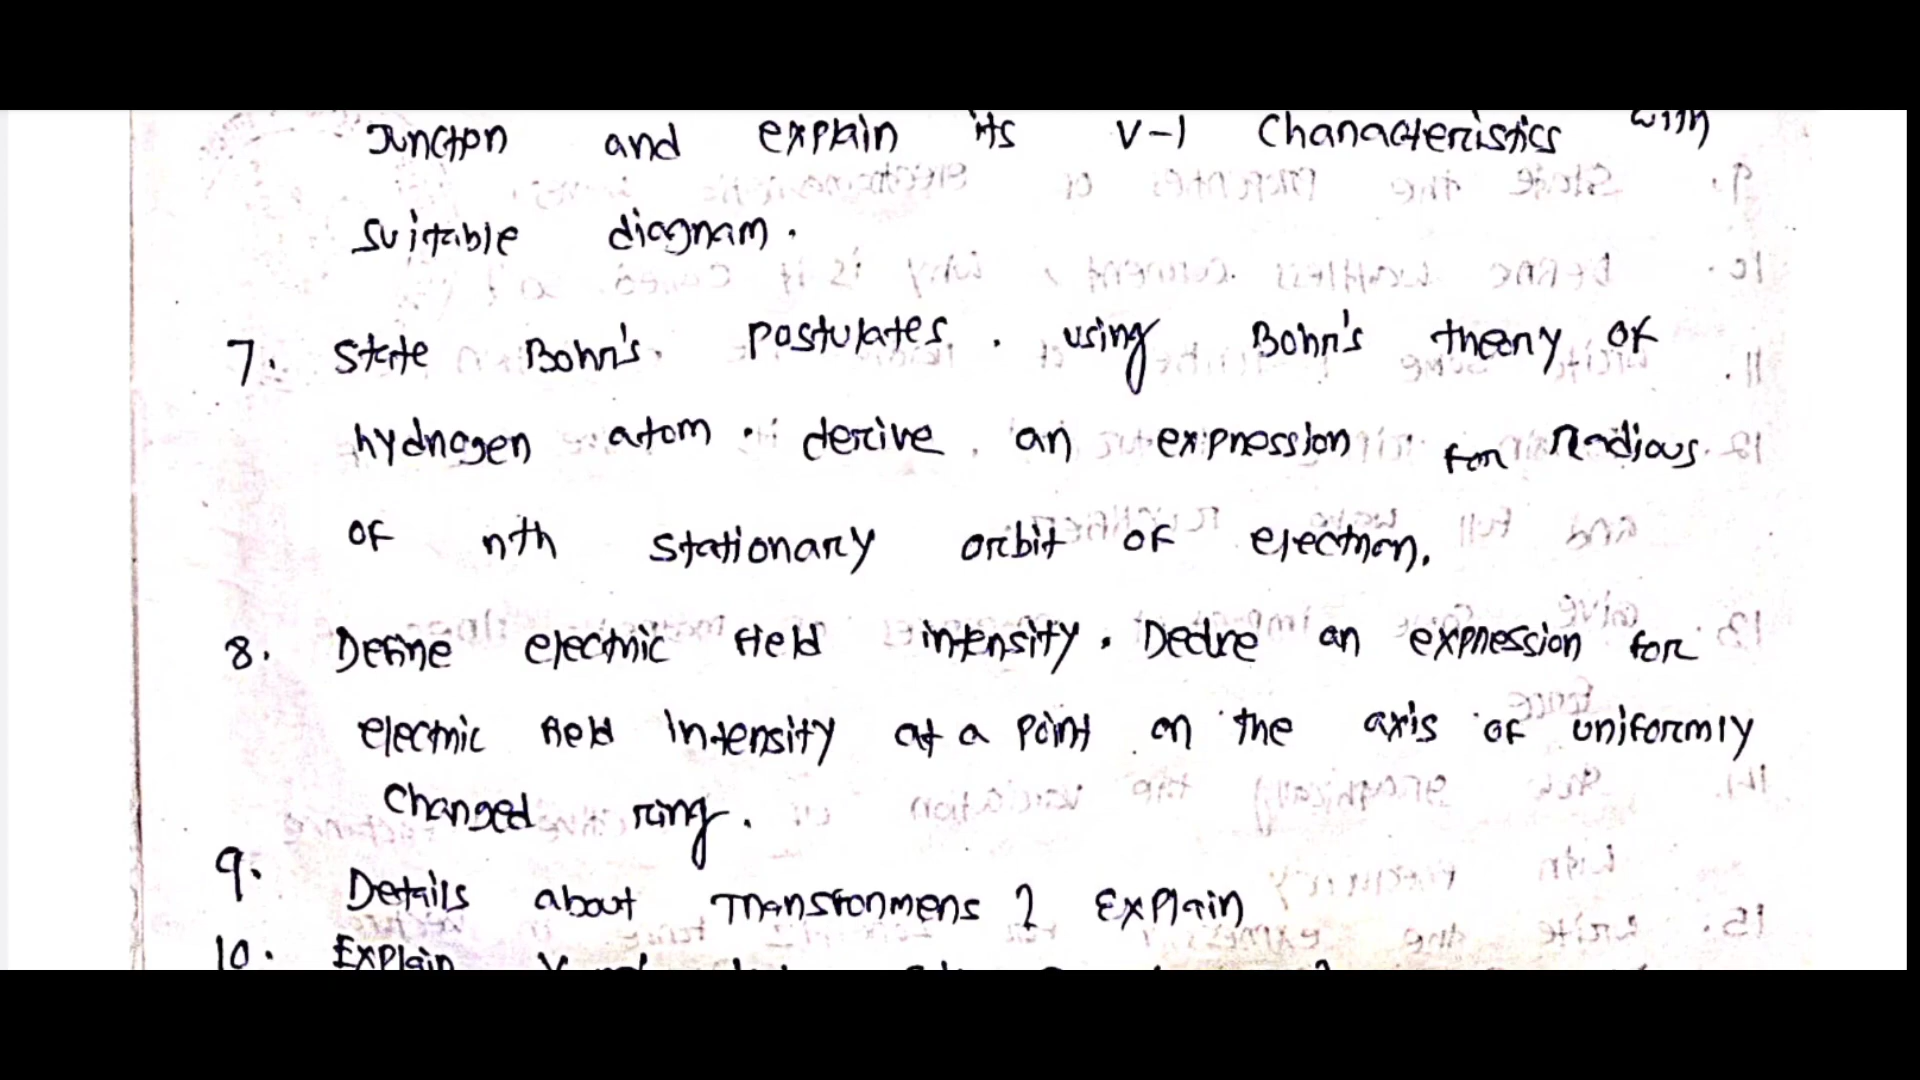 Junction and explain its V-I Characteristics with
suitable diagram.
7. State Bohr's postulates. using Bohr's theory of
hydrogen atom. derive an expression for Radious
of nth stationary orbit of electron.
8. Define electric field intensity. Deduce an expression for
electric field intensity at a point on the axis of uniformly
Charged ring.
9. Details about Transformers ? Explain
10. Explain